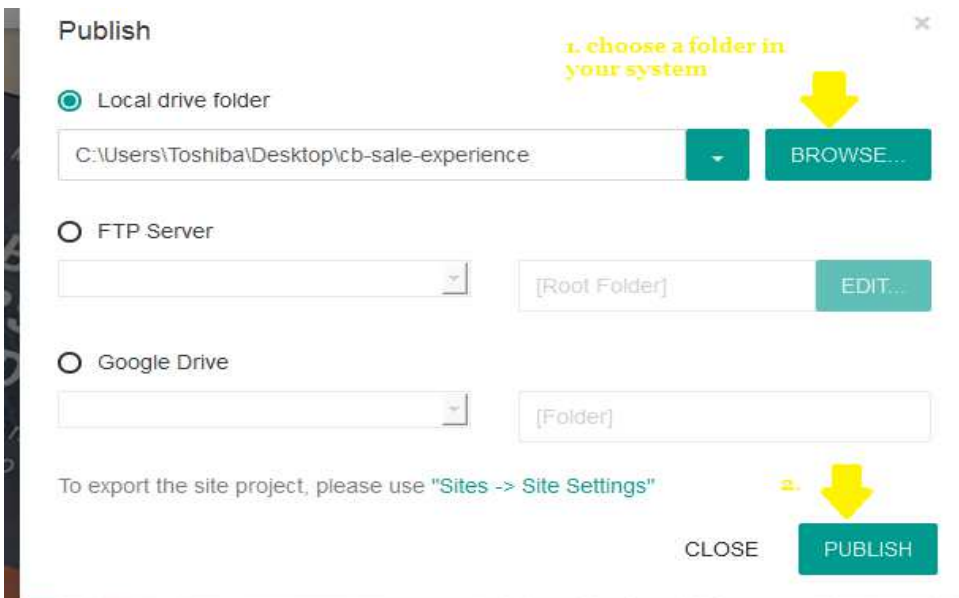 Publish
×
1. choose a folder in
your system
Local drive folder
C:\Users\Toshiba\Desktop\cb-sale-experience
BROWSE...
FTP Server
[Root Folder]
EDIT...
Google Drive
[Folder]
To export the site project, please use "Sites -> Site Settings"
2.
CLOSE
PUBLISH